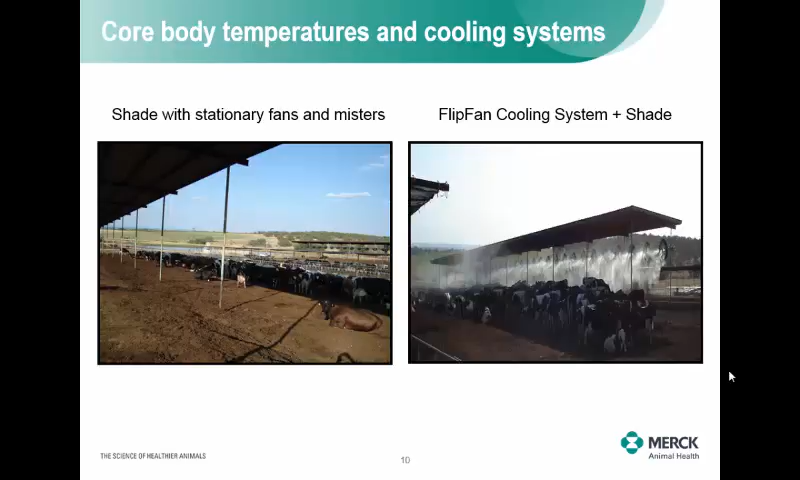 Core body temperatures and cooling systems
Shade with stationary fans and misters
FlipFan Cooling System + Shade
THE SCIENCE OF HEALTHIER ANIMALS
10
MERCK
Animal Health